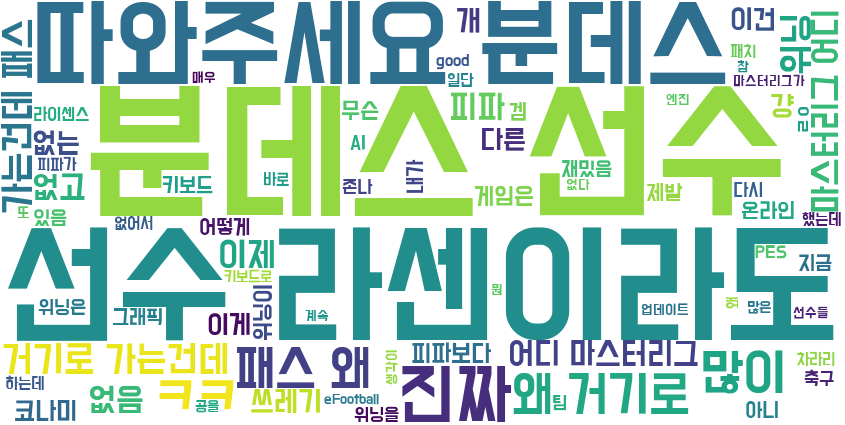 따와주세요 분데스
패스
매우
good
일단
개
이건
패치
참
위닝
마스터리그가
어디
마스터리그
가는건데
라이센스
없는
피파가
없고
또
있음
분데스 선수
무슨
AI
피파
겜
다른
엔진
걍
일요
키보드
바로
존나
내가
게임은
재밌음
없다
제발
다시
온라인
했는데
없어서
어떻게
이제
키보드로
선수 라센이라도
위닝은
그래픽
이게
위닝이
계속
뭔
PES
지금
업데이트
많은
선수들
거기로 가는건데
하는데
코나미
없음
ㅋㅋ
공을
패스 왜
쓰레기
eFootball
생각이
위닝을
피파보다
진짜
어디 마스터리그
왜
팀
거기로
많이
차라리
축구
아니